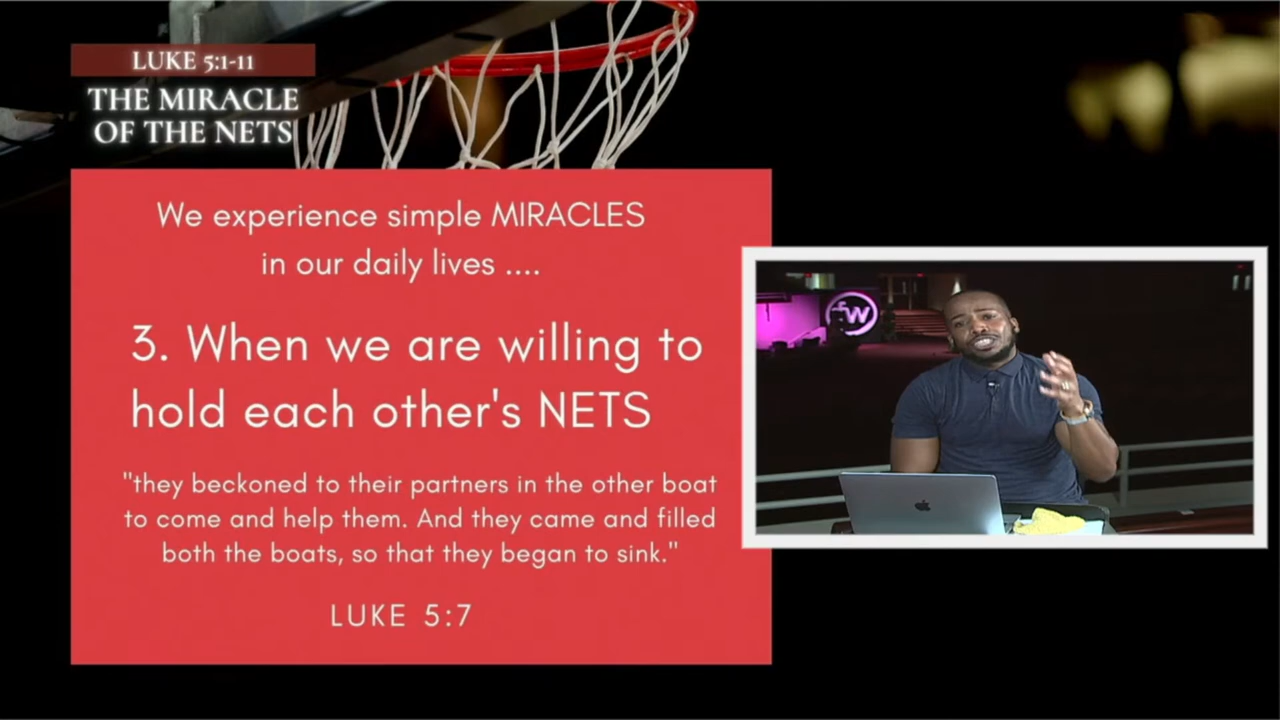 LUKE 5:1-11
THE MIRACLE
OF THE NETS
We experience simple MIRACLES
in our daily lives ....
3. When we are willing to
hold each other's NETS
"they beckoned to their partners in the other boat
to come and help them. And they came and filled
both the boats, so that they began to sink."
LUKE 5:7
fw